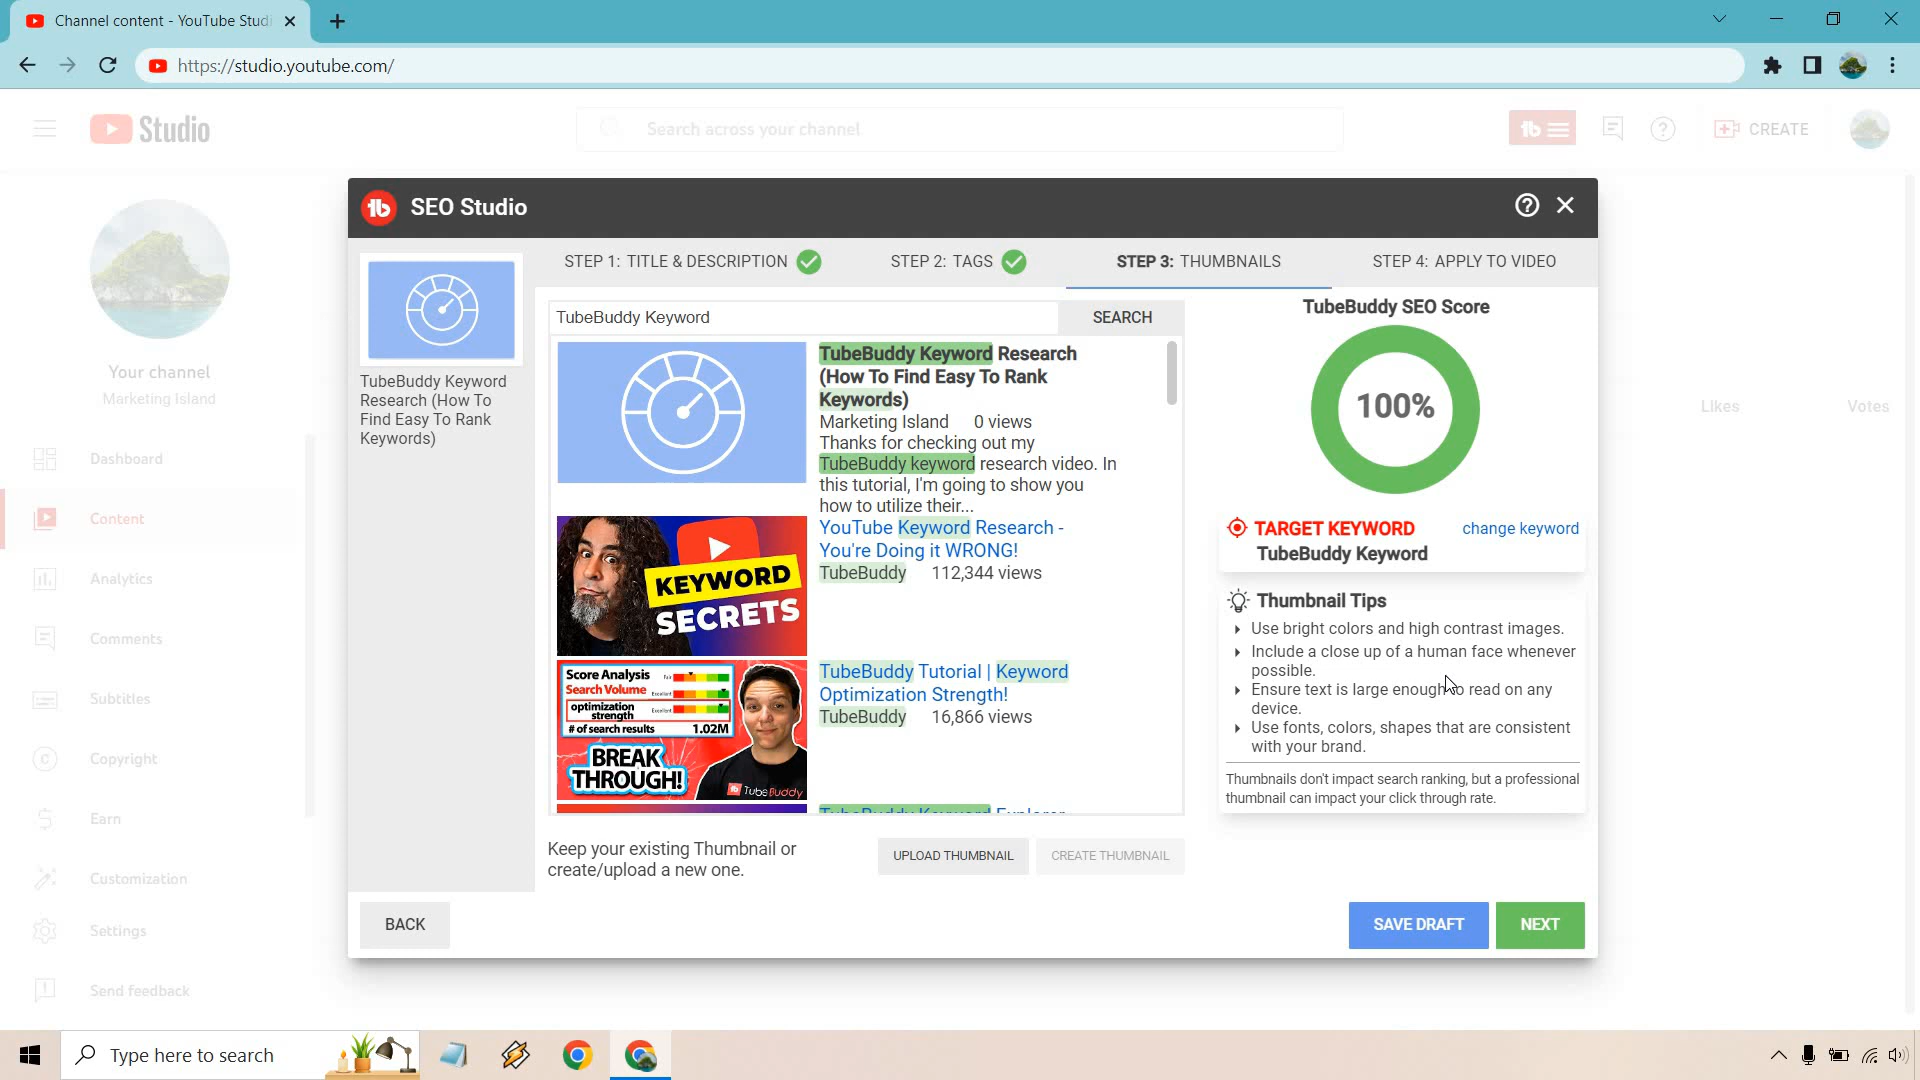 Channel content - YouTube Studi
https://studio.youtube.com/
Studio
Search across your channel
CREATE
SEO Studio
STEP 1: TITLE & DESCRIPTION
STEP 2: TAGS
STEP 3: THUMBNAILS
STEP 4: APPLY TO VIDEO
Your channel
Marketing Island
Dashboard
Content
Analytics
Comments
Subtitles
Copyright
Earn
Customization
Settings
Send feedback
TubeBuddy Keyword
Research (How To
Find Easy To Rank
Keywords)
TubeBuddy Keyword
SEARCH
TubeBuddy Keyword Research
(How To Find Easy To Rank
Keywords)
Marketing Island 0 views
Thanks for checking out my
TubeBuddy keyword research video. In
this tutorial, I'm going to show you
how to utilize their...
KEYWORD
SECRETS
YouTube Keyword Research -
You're Doing it WRONG!
TubeBuddy 112,344 views
Score Analysis Fair
Search Volume Excellent
optimization
strength Excellent
# of search results 1.02M
BREAK
THROUGH!
TubeBuddy
TubeBuddy Tutorial | Keyword
Optimization Strength!
TubeBuddy 16,866 views
TubeBuddy Keyword Explorer
Keep your existing Thumbnail or
create/upload a new one.
UPLOAD THUMBNAIL
CREATE THUMBNAIL
TubeBuddy SEO Score
100%
TARGET KEYWORD
change keyword
TubeBuddy Keyword
Thumbnail Tips
Use bright colors and high contrast images.
Include a close up of a human face whenever
possible.
Ensure text is large enough to read on any
device.
Use fonts, colors, shapes that are consistent
with your brand.
Thumbnails don't impact search ranking, but a professional
thumbnail can impact your click through rate.
Likes
Votes
BACK
SAVE DRAFT
NEXT
Type here to search